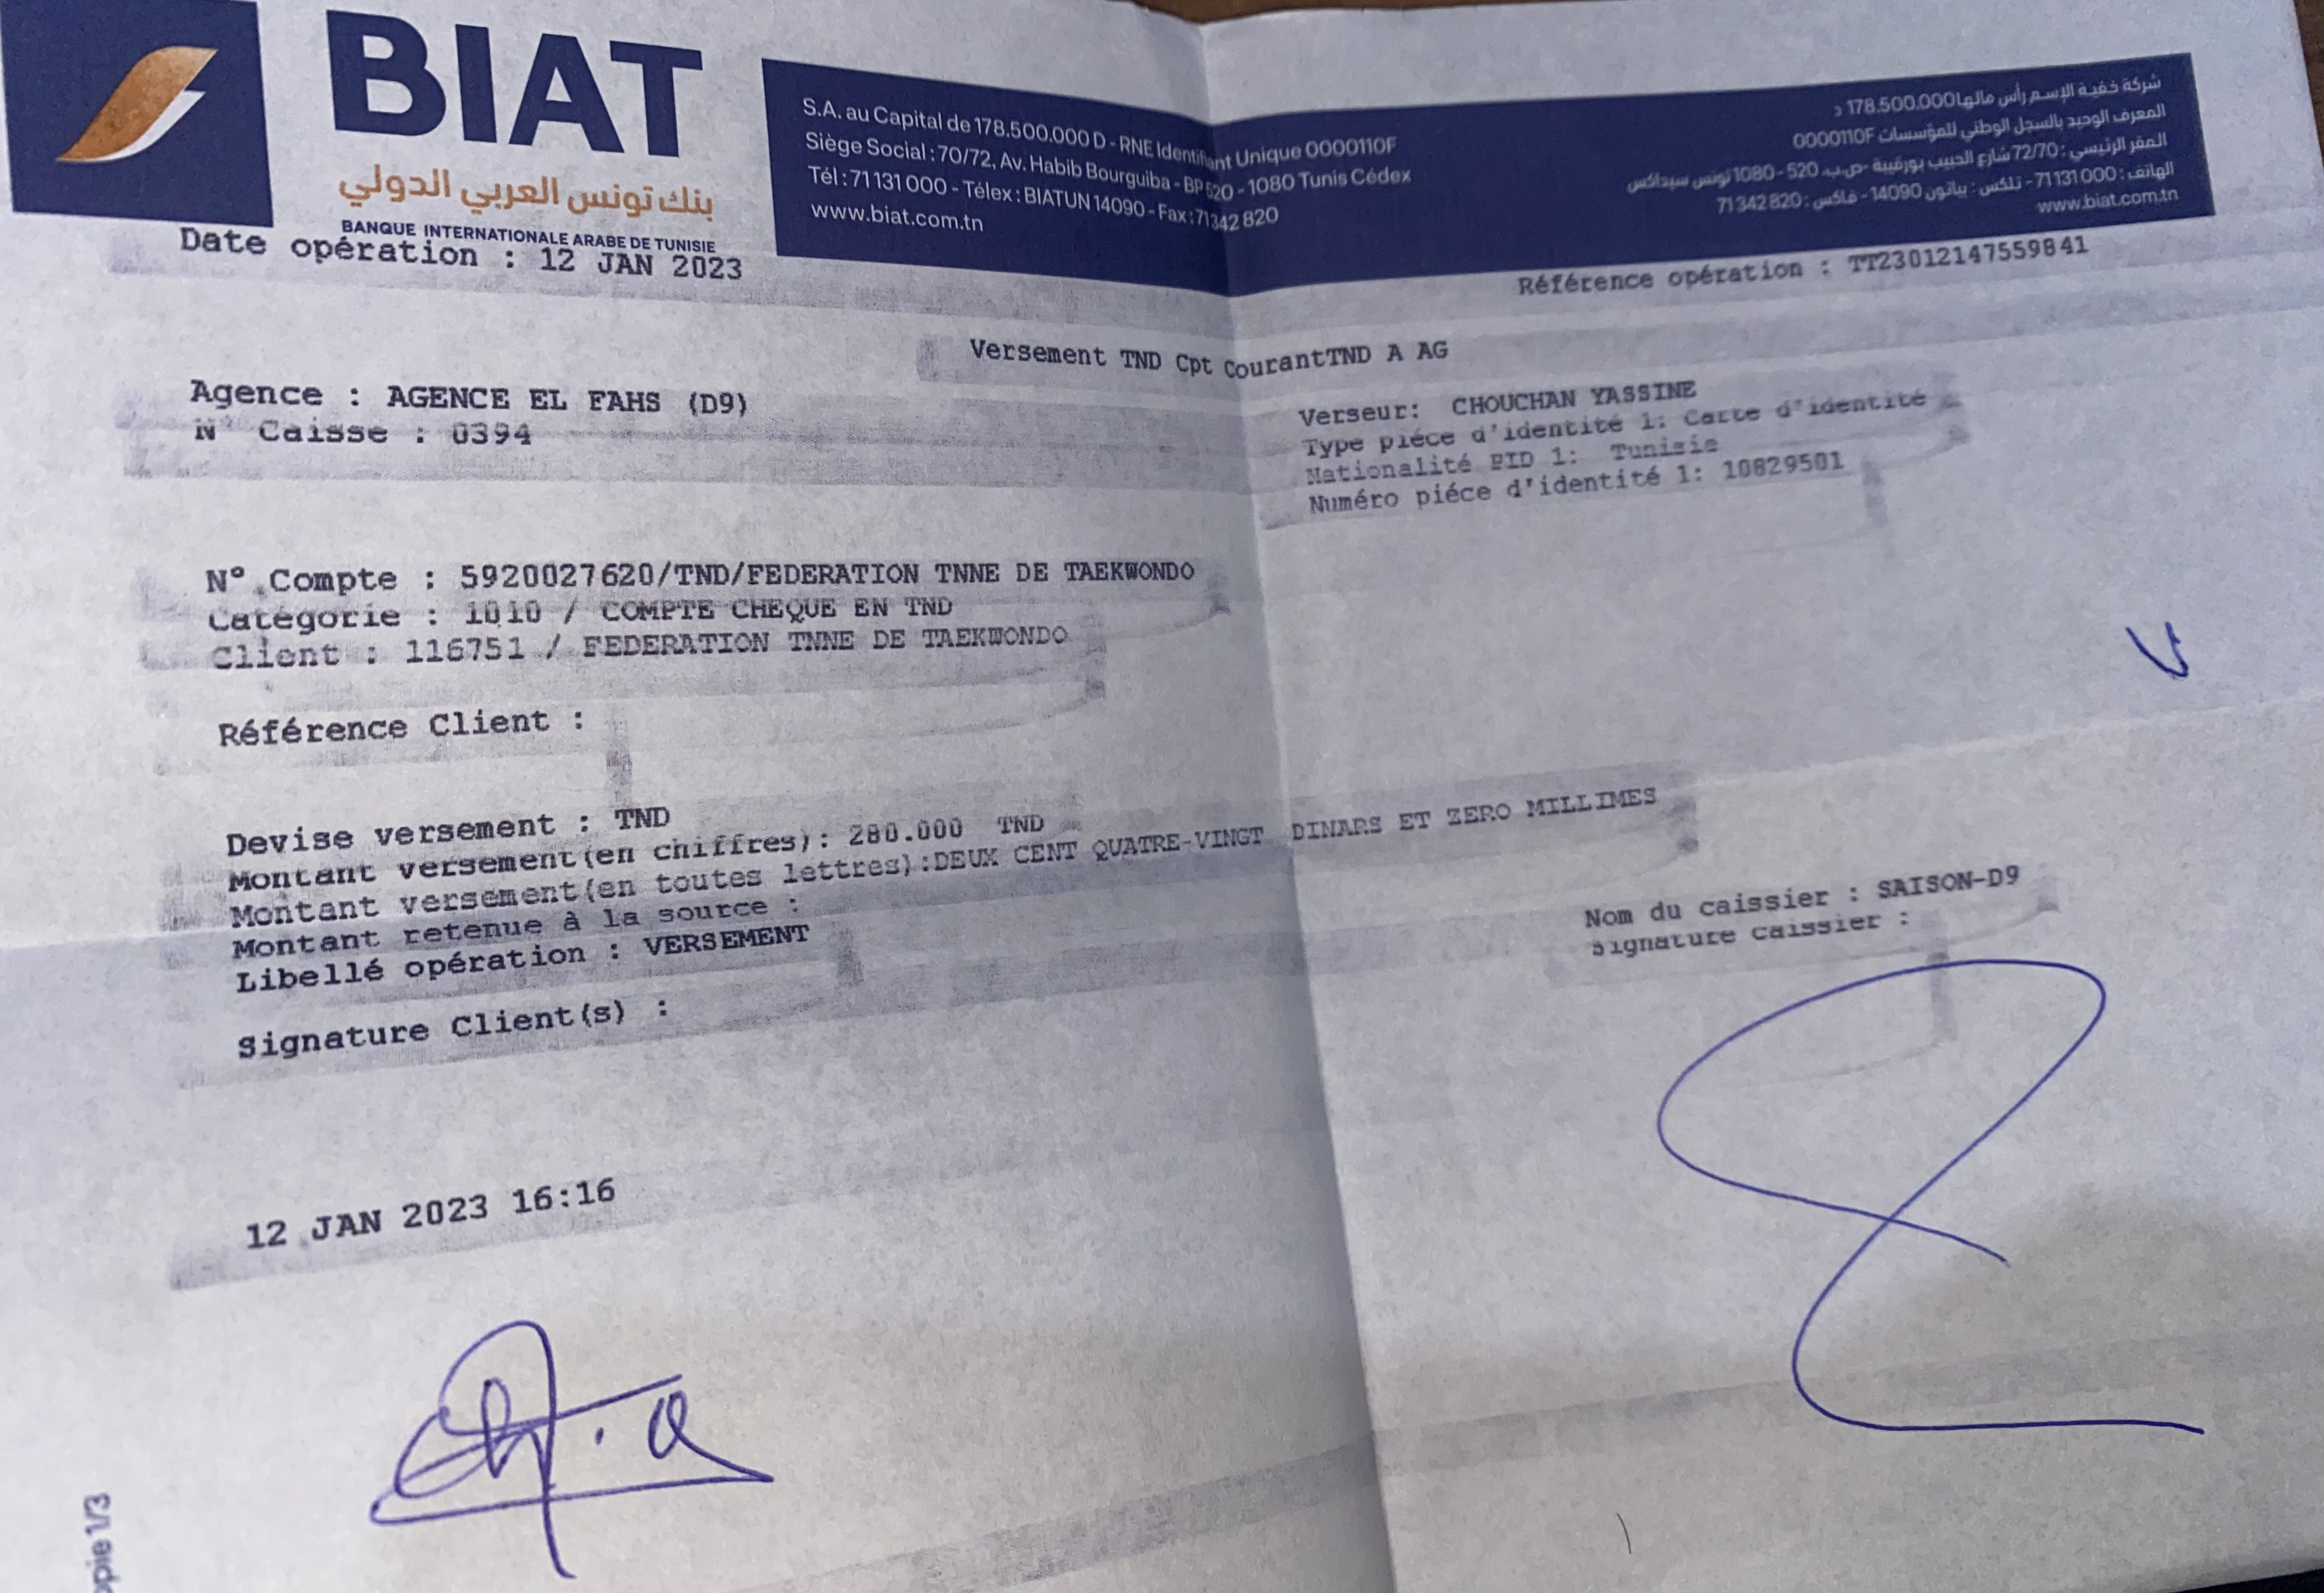 BIAT
بنك تونس العربي الدولي
BANQUE INTERNATIONALE ARABE DE TUNISIE
S.A. au Capital de 178.500.000 D - RNE Identifiant Unique 0000110F
Siège Social : 70/72, Av. Habib Bourguiba - BP 520 - 1080 Tunis Cédex
Tél : 71 131 000 - Télex : BIATUN 14090 - Fax : 71 342 820
www.biat.com.tn
شركة خفية الإسم رأس مالها 178.500.000 د
المعرف الوحيد بالسجل الوطني للمؤسسات 0000110F
المقر الرئيسي : 72/70 شارع الحبيب بورقيبة -ص.ب. 520 - 1080 تونس سيداكس
الهاتف : 71 131 000 - تلكس : بياتون 14090 - فاكس : 71 342 820
www.biat.com.tn
Date opération : 12 JAN 2023
Référence opération : TT23012147559841
Versement TND Cpt CourantTND A AG
Agence : AGENCE EL FAHS (D9)
N° Caisse : 0394
Verseur: CHOUCHAN YASSINE
Type piéce d'identité 1: Carte d'identité
Nationalité PID 1: Tunisie
Numéro piéce d'identité 1: 10829501
N° Compte : 5920027620/TND/FEDERATION TNNE DE TAEKWONDO
Catégorie : 1010 / COMPTE CHEQUE EN TND
Client : 116751 / FEDERATION TNNE DE TAEKWONDO
Référence Client :
Devise versement : TND
Montant versement(en chiffres): 280.000 TND
Montant versement(en toutes lettres):DEUX CENT QUATRE-VINGT DINARS ET ZERO MILLIMES
Montant retenue à la source :
Libellé opération : VERSEMENT
Nom du caissier : SAISON-D9
Signature caissier :
Signature Client(s) :
12 JAN 2023 16:16
opie 1/3